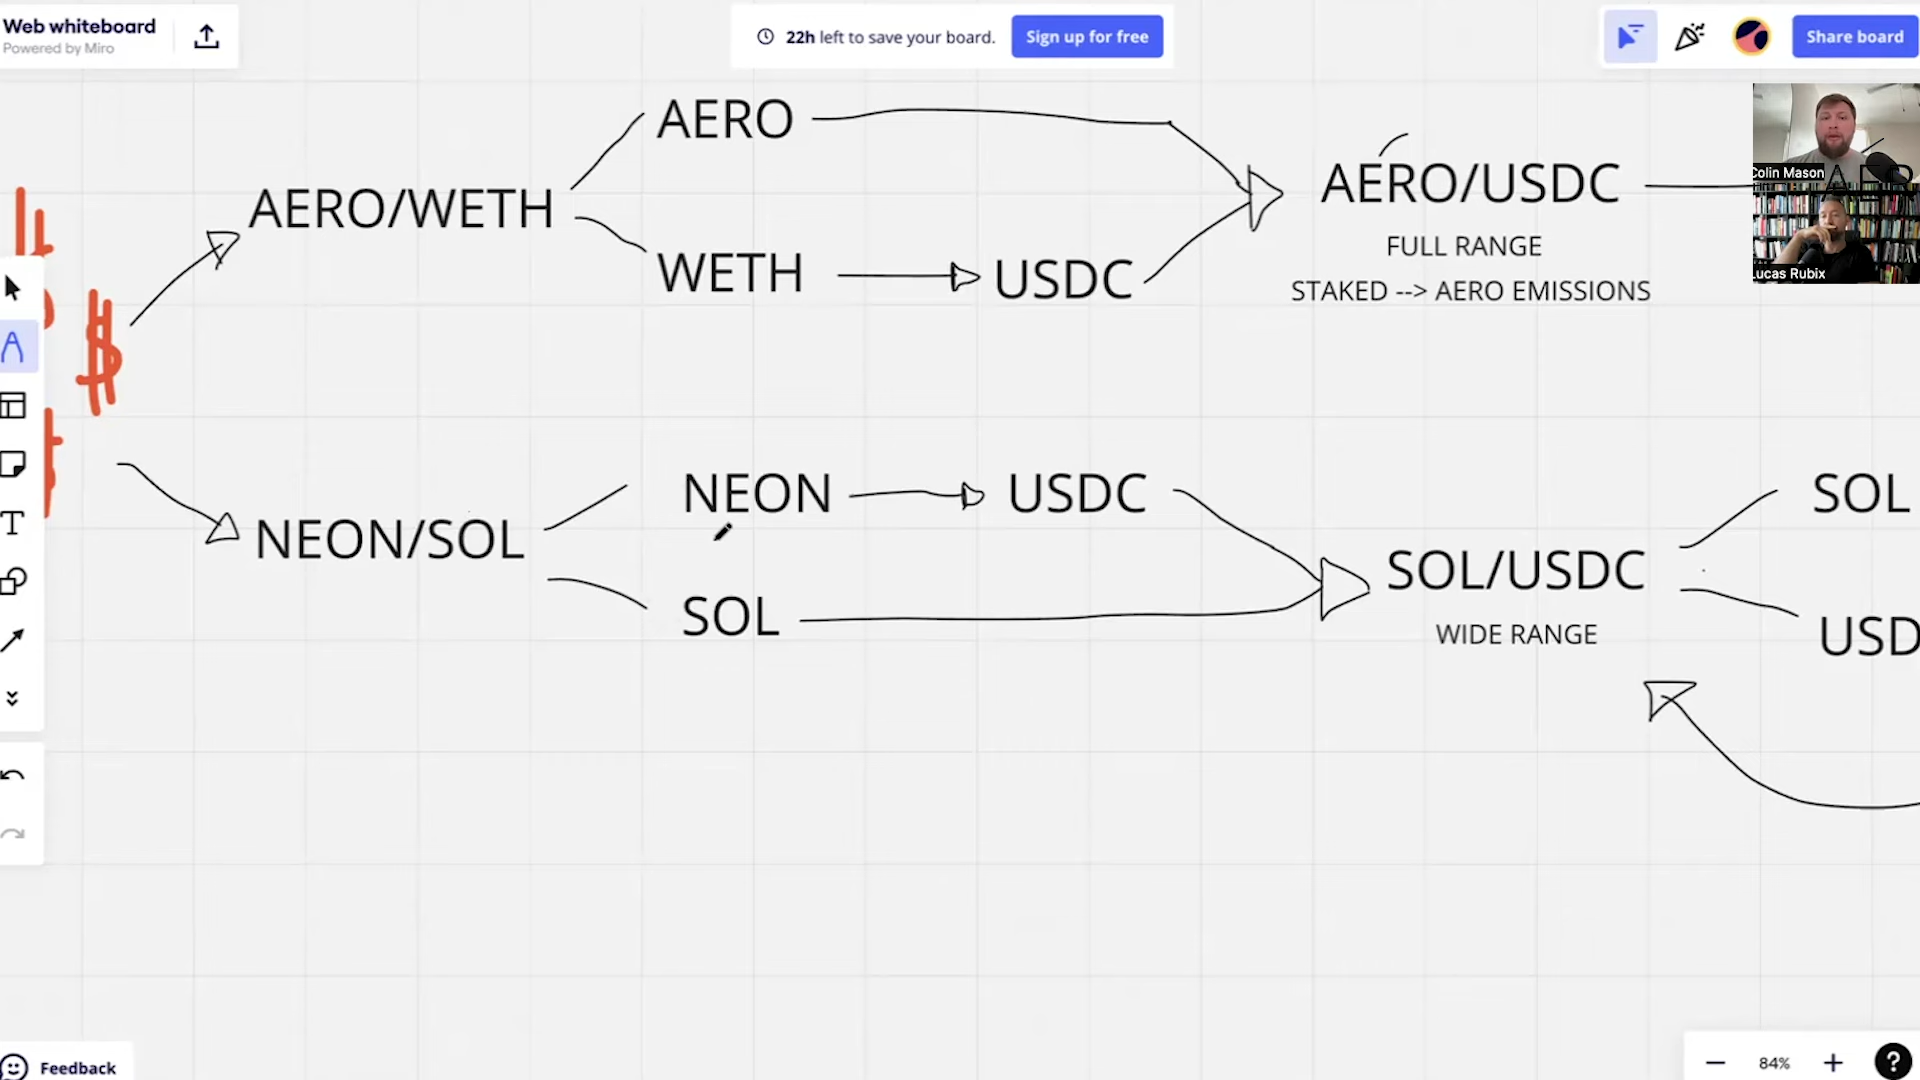 Web whiteboard
Powered by Miro
22h left to save your board.
Sign up for free
Share board
Colin Mason
Lucas Rubix
AERO
AERO/WETH
WETH
USDC
AERO/USDC
FULL RANGE
STAKED --> AERO EMISSIONS
$
NEON/SOL
NEON
USDC
SOL
SOL/USDC
WIDE RANGE
SOL
USD
Feedback
84%